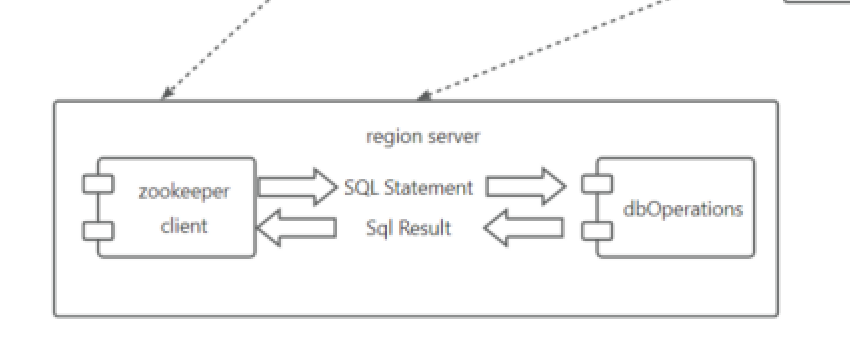 region server
zookeeper
client
SQL Statement
Sql Result
dbOperations